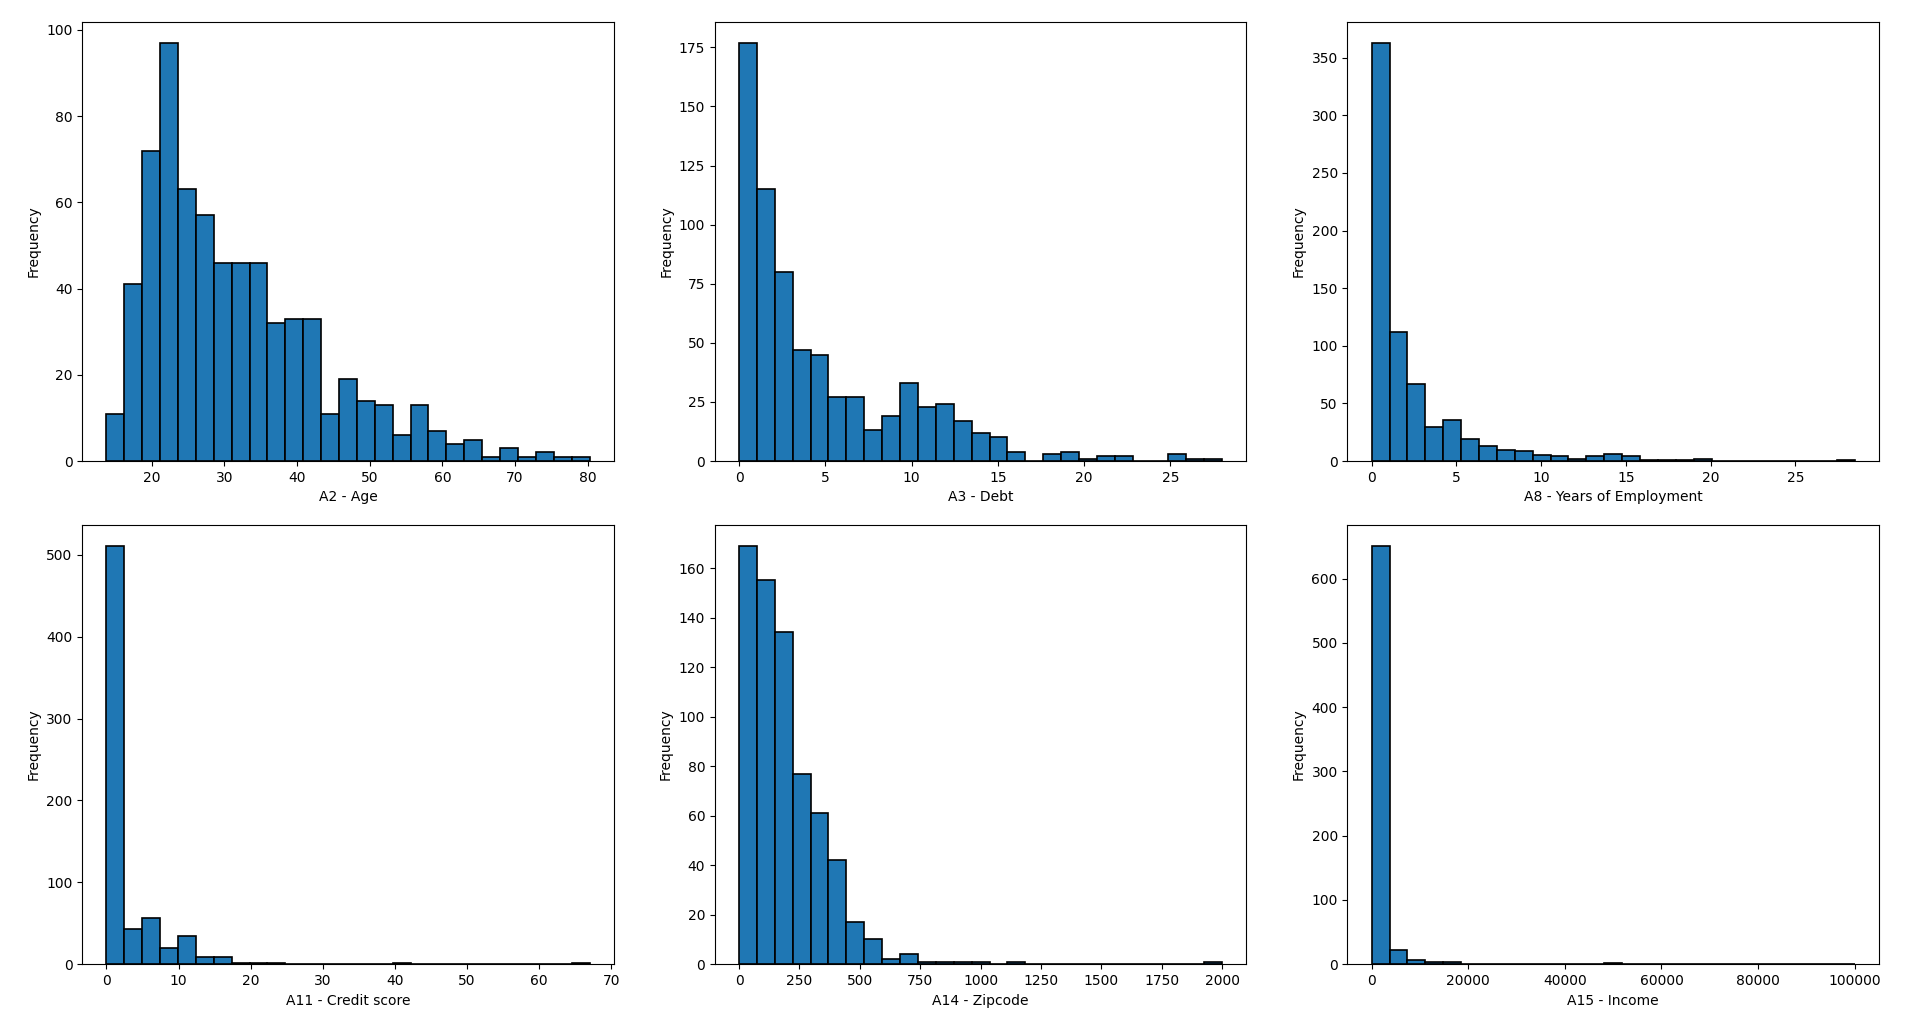 100
80
60
40
20
0
Frequency
20 30 40 50 60 70 80
A2 - Age
175
150
125
100
75
50
25
0
Frequency
0 5 10 15 20 25
A3 - Debt
350
300
250
200
150
100
50
0
Frequency
0 5 10 15 20 25
A8 - Years of Employment
500
400
300
200
100
0
Frequency
0 10 20 30 40 50 60 70
A11 - Credit score
160
140
120
100
80
60
40
20
0
Frequency
0 250 500 750 1000 1250 1500 1750 2000
A14 - Zipcode
600
500
400
300
200
100
0
Frequency
0 20000 40000 60000 80000 100000
A15 - Income